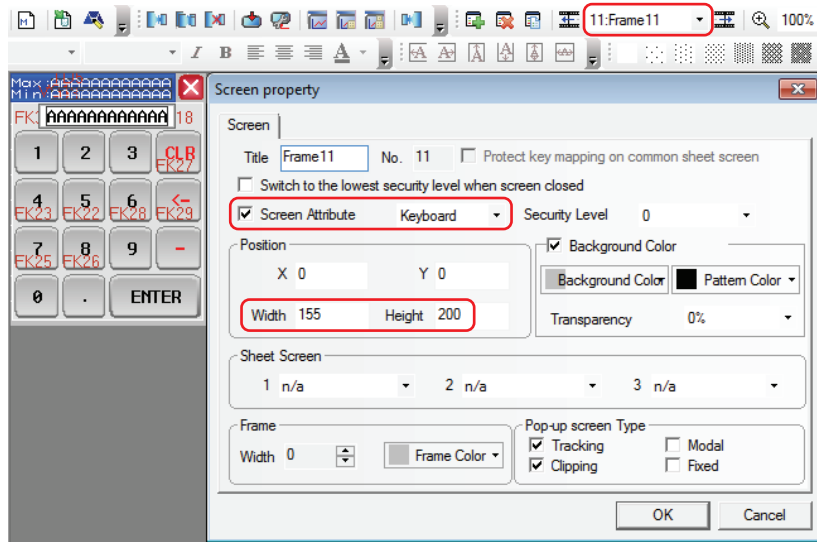 11:Frame11 100%
I B A
Max :AAAAAAAAAAAAA
Min :AAAAAAAAAAAAA
AAAAAAAAAAAA 18
1 2 3 CLR
FK27
4 5 6 <-
FK23 FK22 FK28 FK29
7 8 9 -
FK25 FK26
0 . ENTER
Screen property
Screen
Title Frame11 No. 11 Protect key mapping on common sheet screen
Switch to the lowest security level when screen closed
Screen Attribute Keyboard Security Level 0
Position
X 0 Y 0
Width 155 Height 200
Background Color
Background Color Pattern Color
Transparency 0%
Sheet Screen
1 n/a 2 n/a 3 n/a
Frame
Width 0 Frame Color
Pop-up screen Type
Tracking Modal
Clipping Fixed
OK Cancel